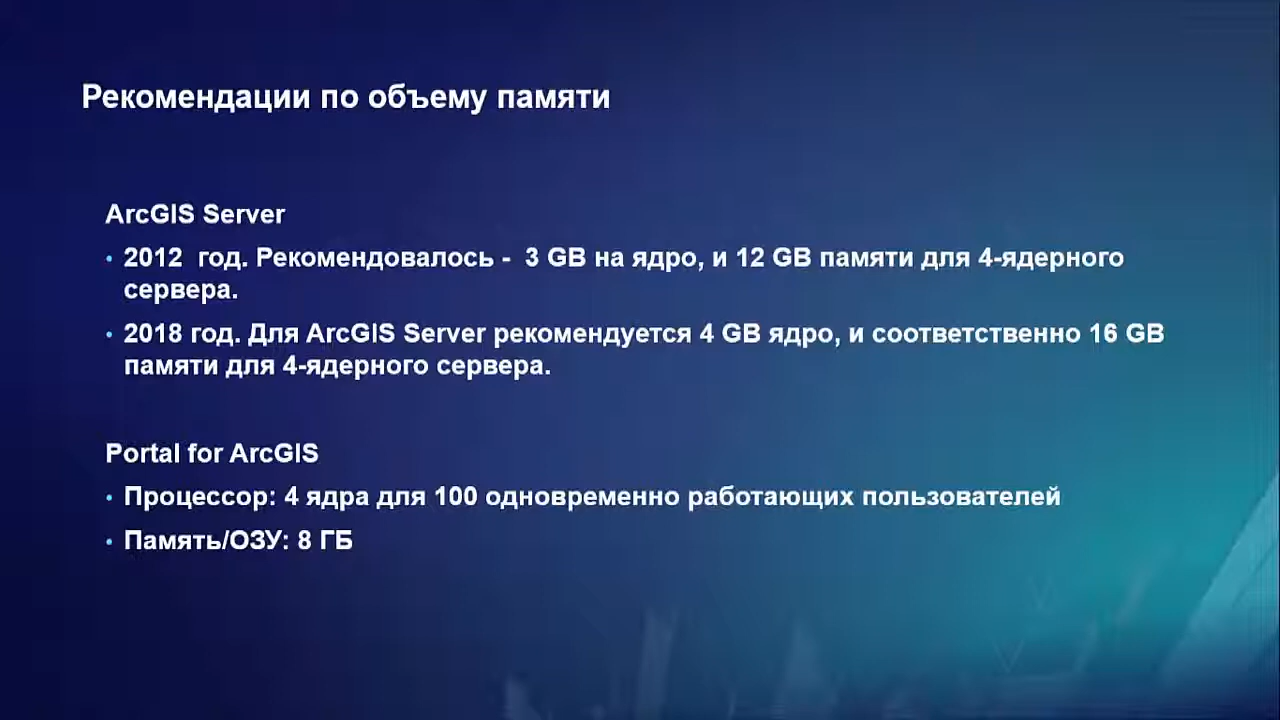 Рекомендации по объему памяти
ArcGIS Server
• 2012 год. Рекомендовалось - 3 GB на ядро, и 12 GB памяти для 4-ядерного
сервера.
• 2018 год. Для ArcGIS Server рекомендуется 4 GB ядро, и соответственно 16 GB
памяти для 4-ядерного сервера.
Portal for ArcGIS
• Процессор: 4 ядра для 100 одновременно работающих пользователей
• Память/ОЗУ: 8 ГБ